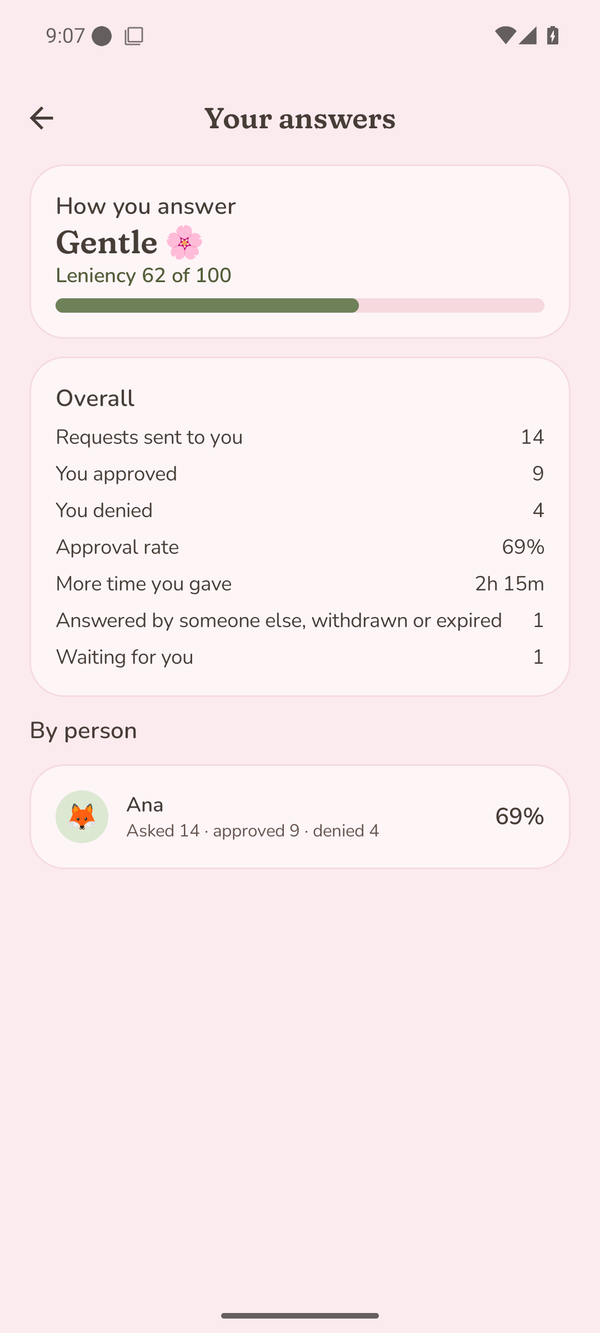 9:07
Your answers
How you answer
Gentle 🌸
Leniency 62 of 100
Overall
Requests sent to you 14
You approved 9
You denied 4
Approval rate 69%
More time you gave 2h 15m
Answered by someone else, withdrawn or expired 1
Waiting for you 1
By person
Ana
Asked 14 · approved 9 · denied 4
69%